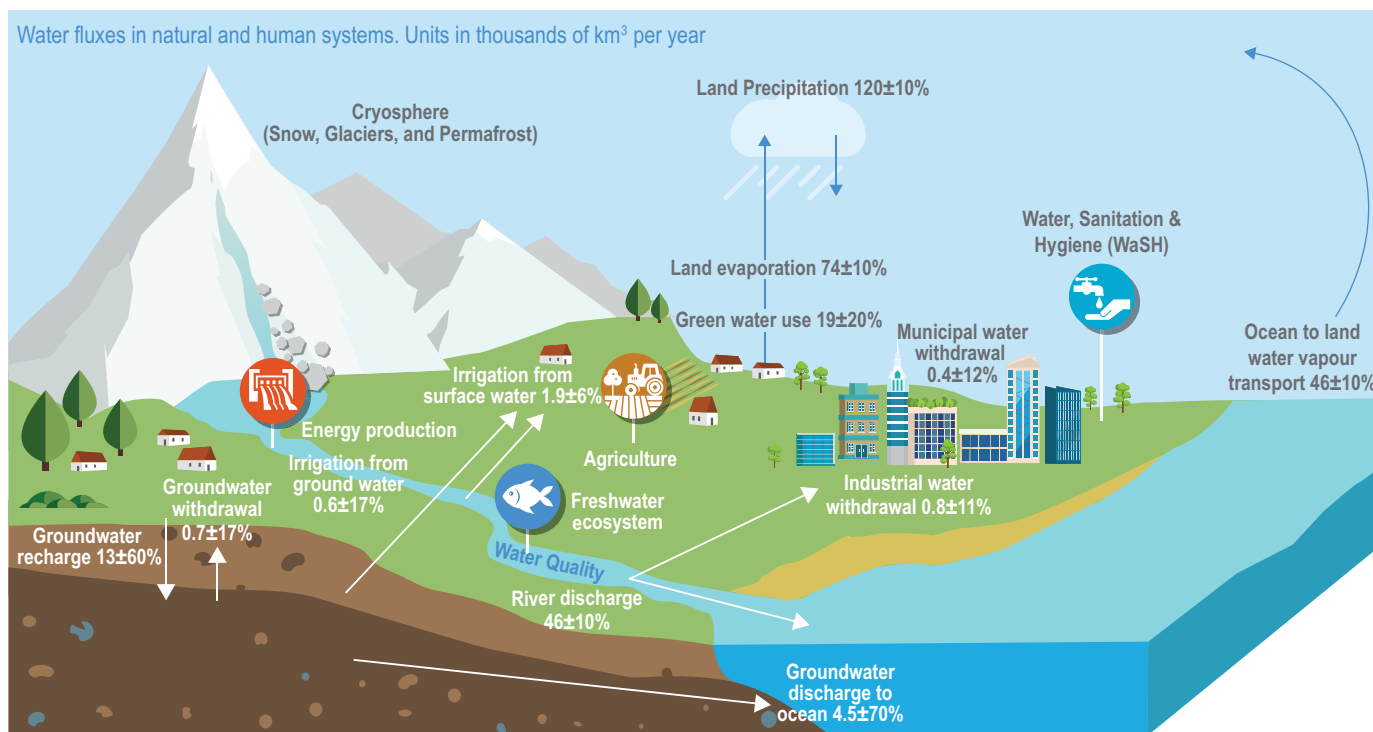 Water fluxes in natural and human systems. Units in thousands of km³ per year
Land Precipitation 120±10%
Cryosphere
(Snow, Glaciers, and Permafrost)
Water, Sanitation &
Hygiene (WaSH)
Land evaporation 74±10%
Green water use 19±20%
Municipal water
withdrawal
0.4±12%
Ocean to land
water vapour
transport 46±10%
Irrigation from
surface water 1.9±6%
Energy production
Agriculture
Irrigation from
ground water
0.6±17%
Groundwater
withdrawal
0.7±17%
Freshwater
ecosystem
Industrial water
withdrawal 0.8±11%
Groundwater
recharge 13±60%
Water Quality
River discharge
46±10%
Groundwater
discharge to
ocean 4.5±70%